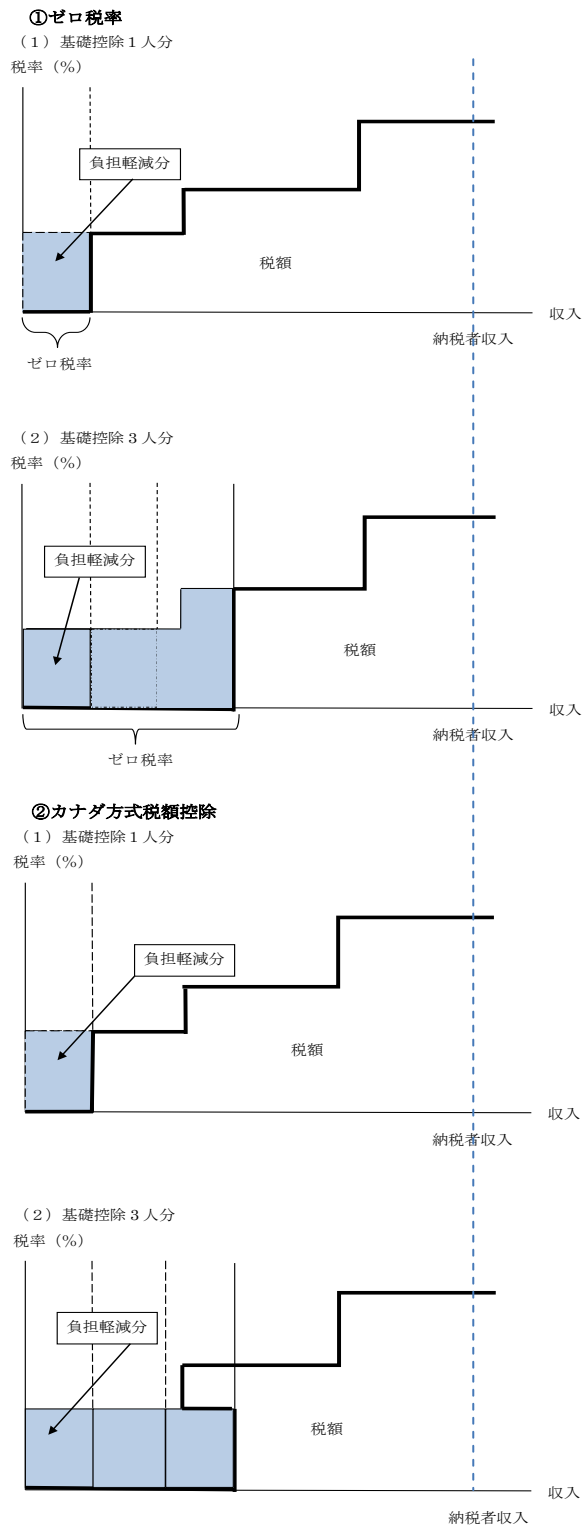 ①ゼロ税率
（１）基礎控除１人分
税率（%）
負担軽減分
税額
収入
納税者収入
ゼロ税率
（２）基礎控除３人分
税率（%）
負担軽減分
税額
収入
納税者収入
ゼロ税率
②カナダ方式税額控除
（１）基礎控除１人分
税率（%）
負担軽減分
税額
収入
納税者収入
（２）基礎控除３人分
税率（%）
負担軽減分
税額
収入
納税者収入